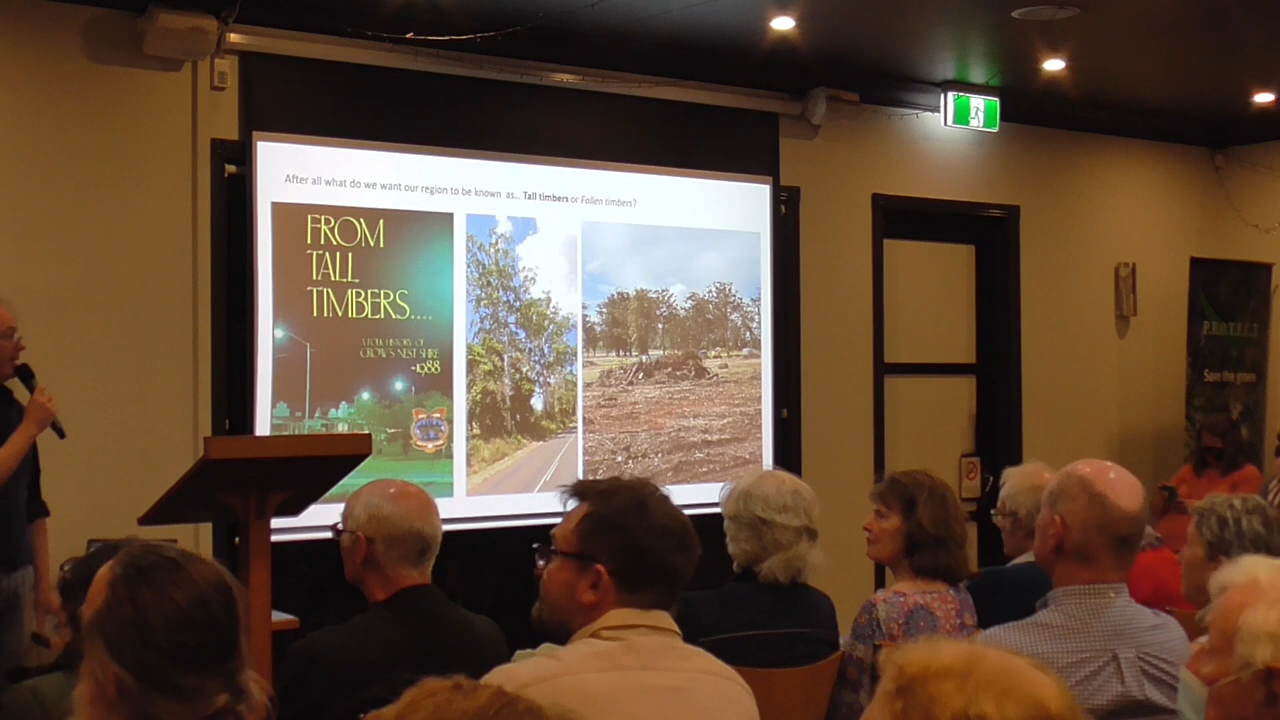 After all what do we want our region to be known as... Tall timbers or Fallen timbers?
FROM
TALL
TIMBERS....
A FOLK HISTORY OF
CROW'S NEST SHIRE
-1988
P.R.O.T.E.C.T
Save the green